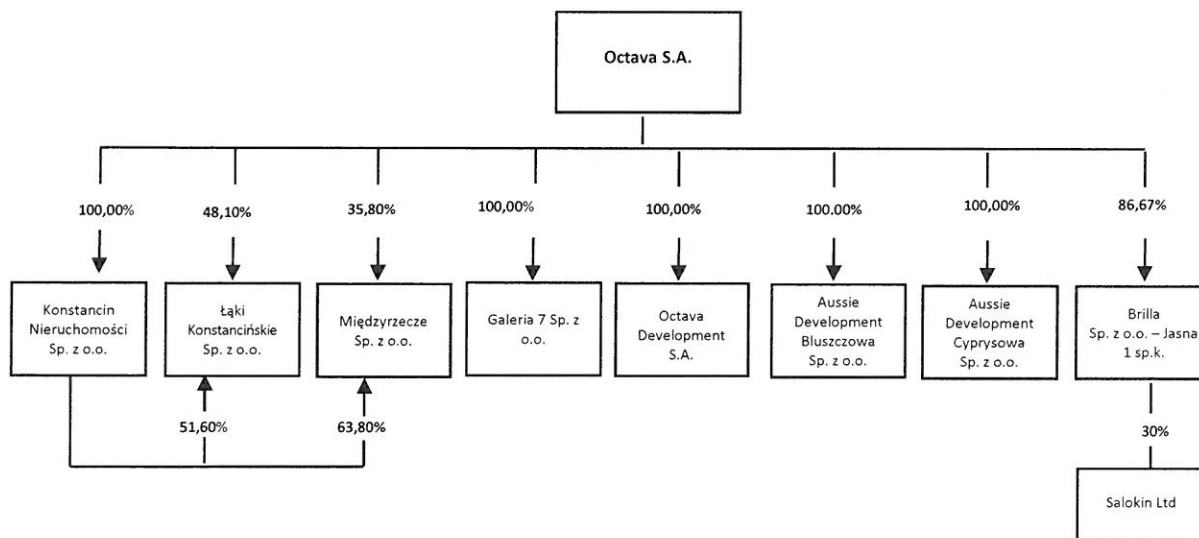 Octava S.A.
100,00%
48,10%
35,80%
100,00%
100,00%
100.00%
100,00%
86,67%
Konstancin
Nieruchomości
Sp. z o.o.
Łąki
Konstancińskie
Sp. z o.o.
Międzyrzecze
Sp. z o.o.
Galeria 7 Sp. z
o.o.
Octava
Development
S.A.
Aussie
Development
Bluszczowa
Sp. z o.o.
Aussie
Development
Cyprysowa
Sp. z o.o.
Brilla
Sp. z o.o. – Jasna
1 sp.k.
51,60%
63,80%
30%
Salokin Ltd